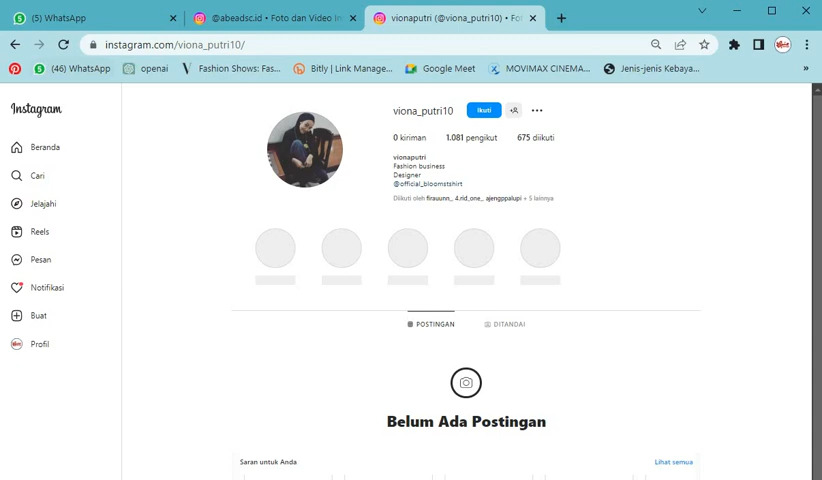 (5) WhatsApp
@abeadsc.id • Foto dan Video In
vionaputri (@viona_putri10) • Fo
instagram.com/viona_putri10/
(46) WhatsApp
openai
Fashion Shows: Fas...
Bitly | Link Manage...
Google Meet
MOVIMAX CINEMA...
Jenis-jenis Kebaya...
Instagram
Beranda
Cari
Jelajahi
Reels
Pesan
Notifikasi
Buat
Profil
viona_putri10
Ikuti
0 kiriman
1.081 pengikut
675 diikuti
vionaputri
Fashion business
Designer
@official_bloomstshirt
Diikuti oleh firauunn_ 4.rid_one_ ajengppalupi + 5 lainnya
POSTINGAN
DITANDAI
Belum Ada Postingan
Saran untuk Anda
Lihat semua